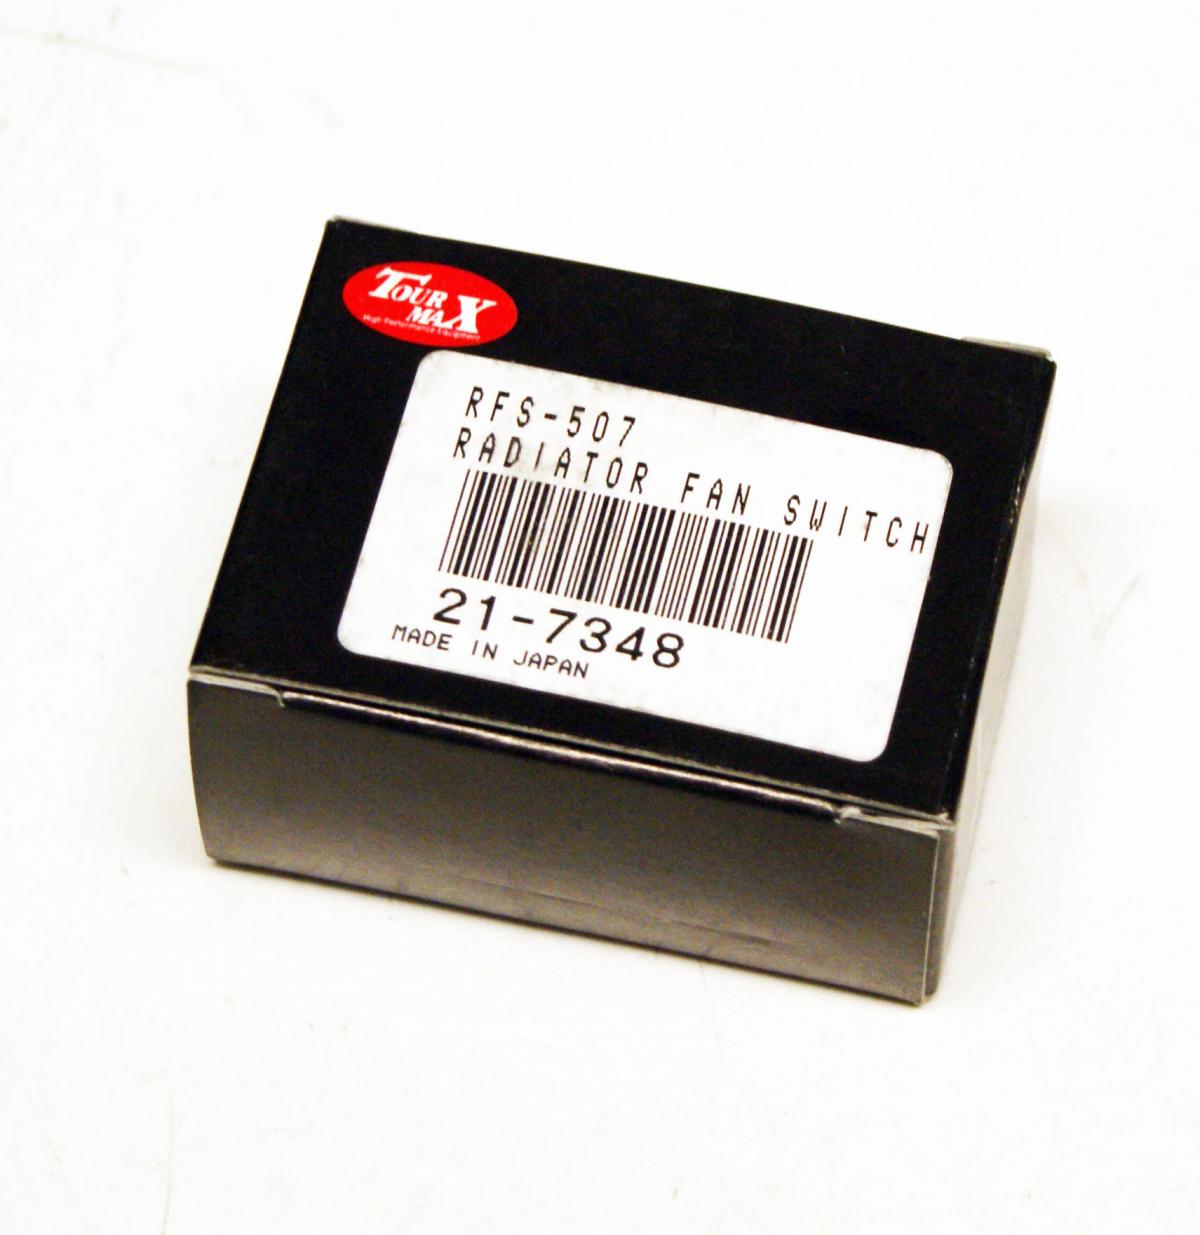 TOUR
MAX
High Performance Equipment
RFS-507
RADIATOR FAN SWITCH
21-7348
MADE IN JAPAN